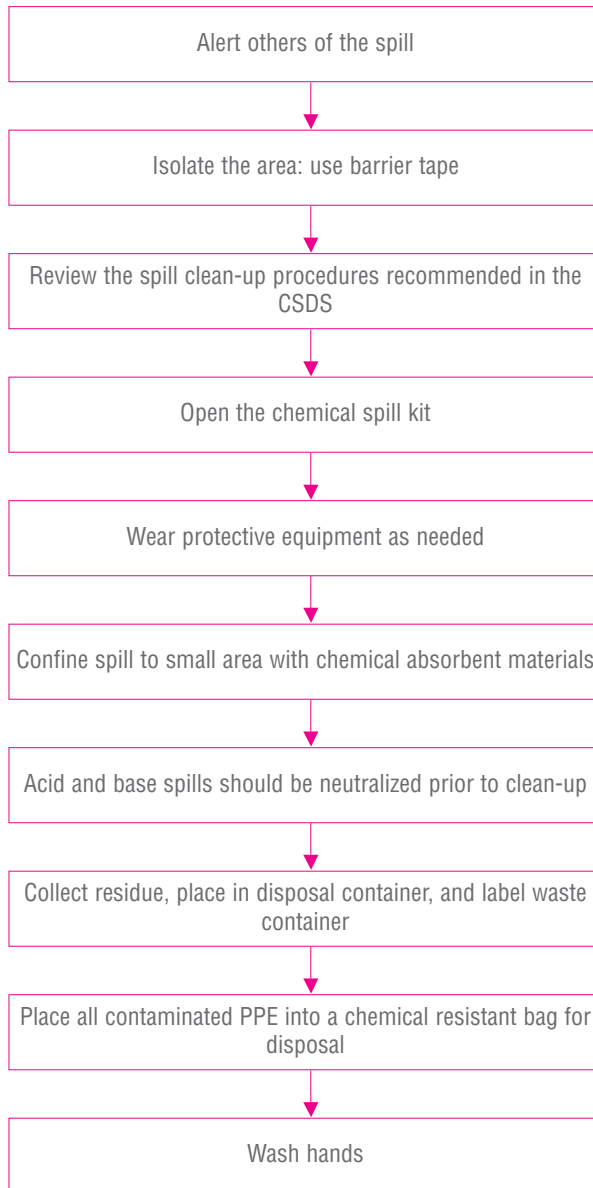 Alert others of the spill
Isolate the area: use barrier tape
Review the spill clean-up procedures recommended in the
CSDS
Open the chemical spill kit
Wear protective equipment as needed
Confine spill to small area with chemical absorbent materials
Acid and base spills should be neutralized prior to clean-up
Collect residue, place in disposal container, and label waste
container
Place all contaminated PPE into a chemical resistant bag for
disposal
Wash hands